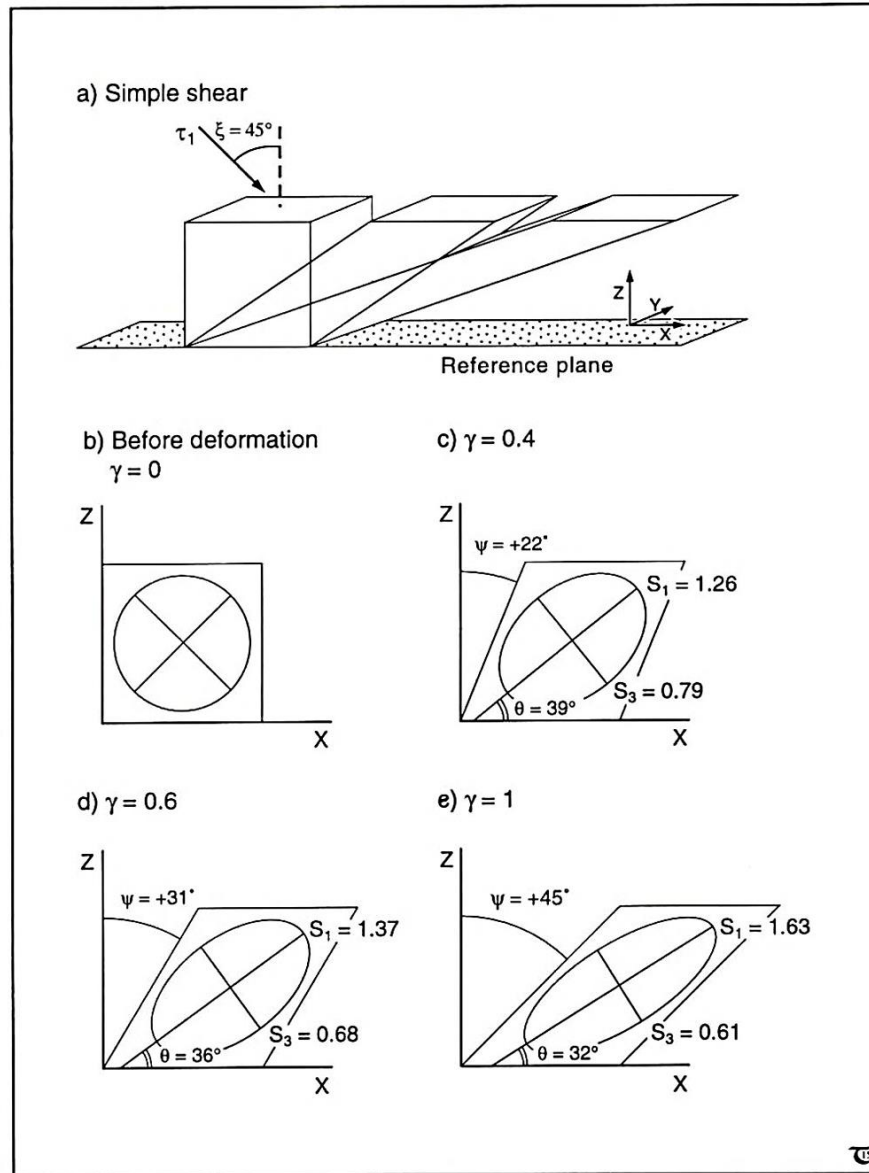 a) Simple shear
τ₁ ξ = 45°
Z Y X
Reference plane
b) Before deformation
γ = 0
Z
X
c) γ = 0.4
Z
ψ = +22°
S₁ = 1.26
S₃ = 0.79
θ = 39°
X
d) γ = 0.6
Z
ψ = +31°
S₁ = 1.37
S₃ = 0.68
θ = 36°
X
e) γ = 1
Z
ψ = +45°
S₁ = 1.63
S₃ = 0.61
θ = 32°
X